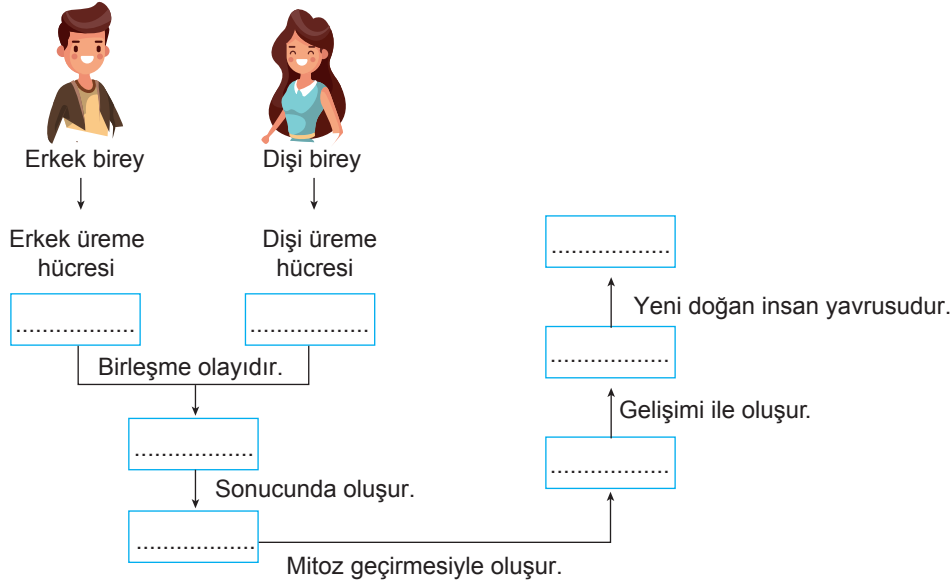 Erkek birey
Dişi birey
Erkek üreme
hücresi
Dişi üreme
hücresi
..................
..................
Birleşme olayıdır.
..................
Sonucunda oluşur.
..................
Mitoz geçirmesiyle oluşur.
..................
Gelişimi ile oluşur.
..................
Yeni doğan insan yavrusudur.
..................